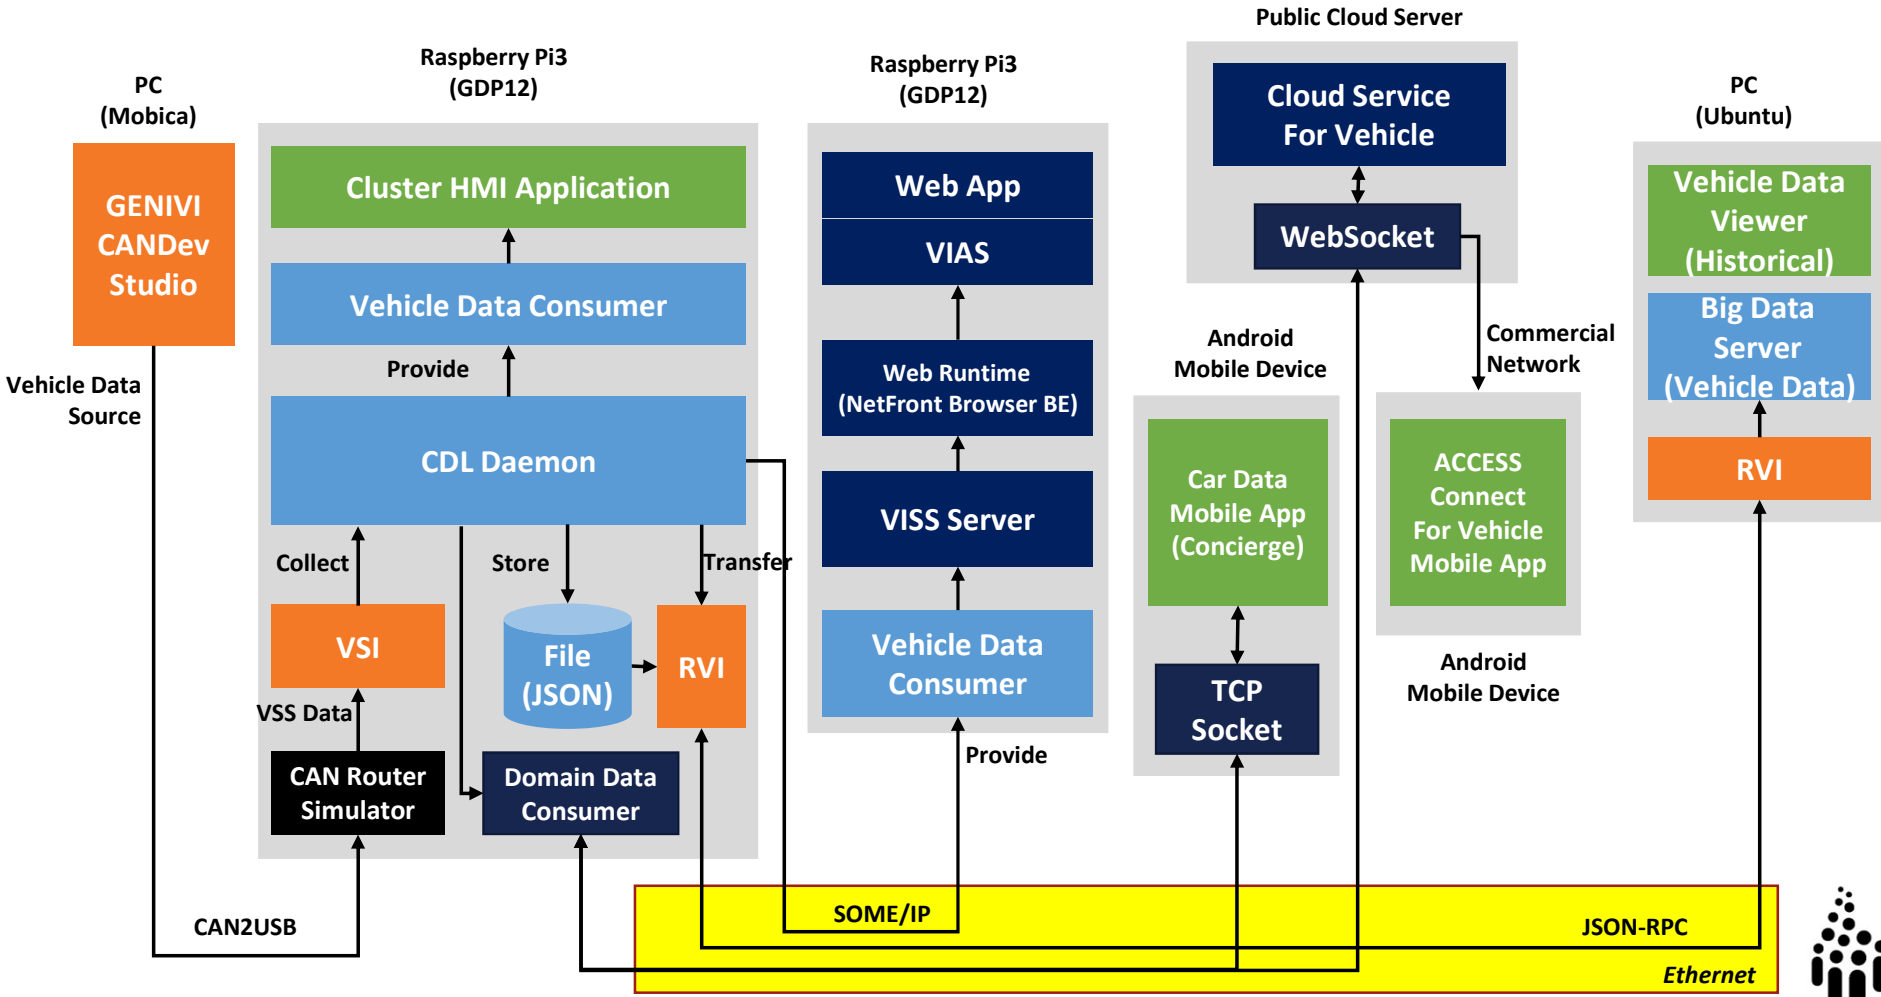 Public Cloud Server
Raspberry Pi3
(GDP12)
Raspberry Pi3
(GDP12)
PC
(Mobica)
PC
(Ubuntu)
GENIVI
CANDev
Studio
Cluster HMI Application
Vehicle Data Consumer
Provide
CDL Daemon
Vehicle Data
Source
Collect
Store
Transfer
VSI
File
(JSON)
RVI
VSS Data
CAN Router
Simulator
Domain Data
Consumer
CAN2USB
Web App
VIAS
Web Runtime
(NetFront Browser BE)
VISS Server
Vehicle Data
Consumer
Provide
Cloud Service
For Vehicle
WebSocket
Commercial
Network
Android
Mobile Device
Car Data
Mobile App
(Concierge)
TCP
Socket
ACCESS
Connect
For Vehicle
Mobile App
Android
Mobile Device
Vehicle Data
Viewer
(Historical)
Big Data
Server
(Vehicle Data)
RVI
SOME/IP
JSON-RPC
Ethernet